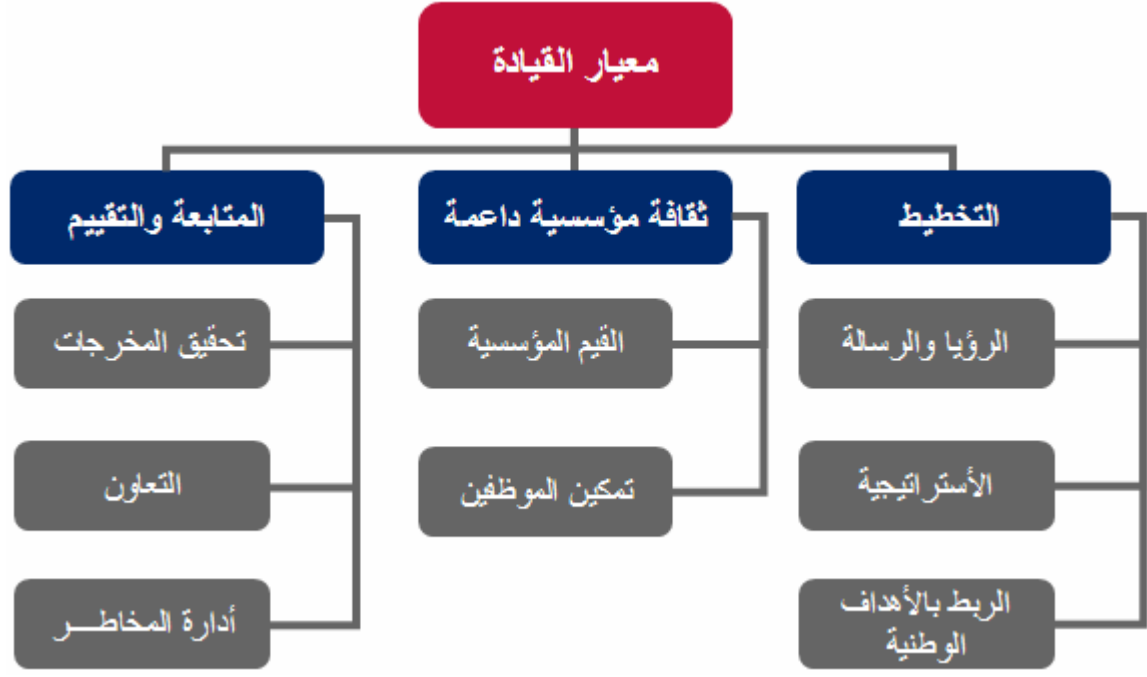 معيار القيادة
التخطيط
الرؤيا والرسالة
الأستراتيجية
الربط بالأهداف
الوطنية
ثقافة مؤسسية داعمة
القيم المؤسسية
تمكين الموظفين
المتابعة والتقييم
تحقيق المخرجات
التعاون
أدارة المخاطـــر